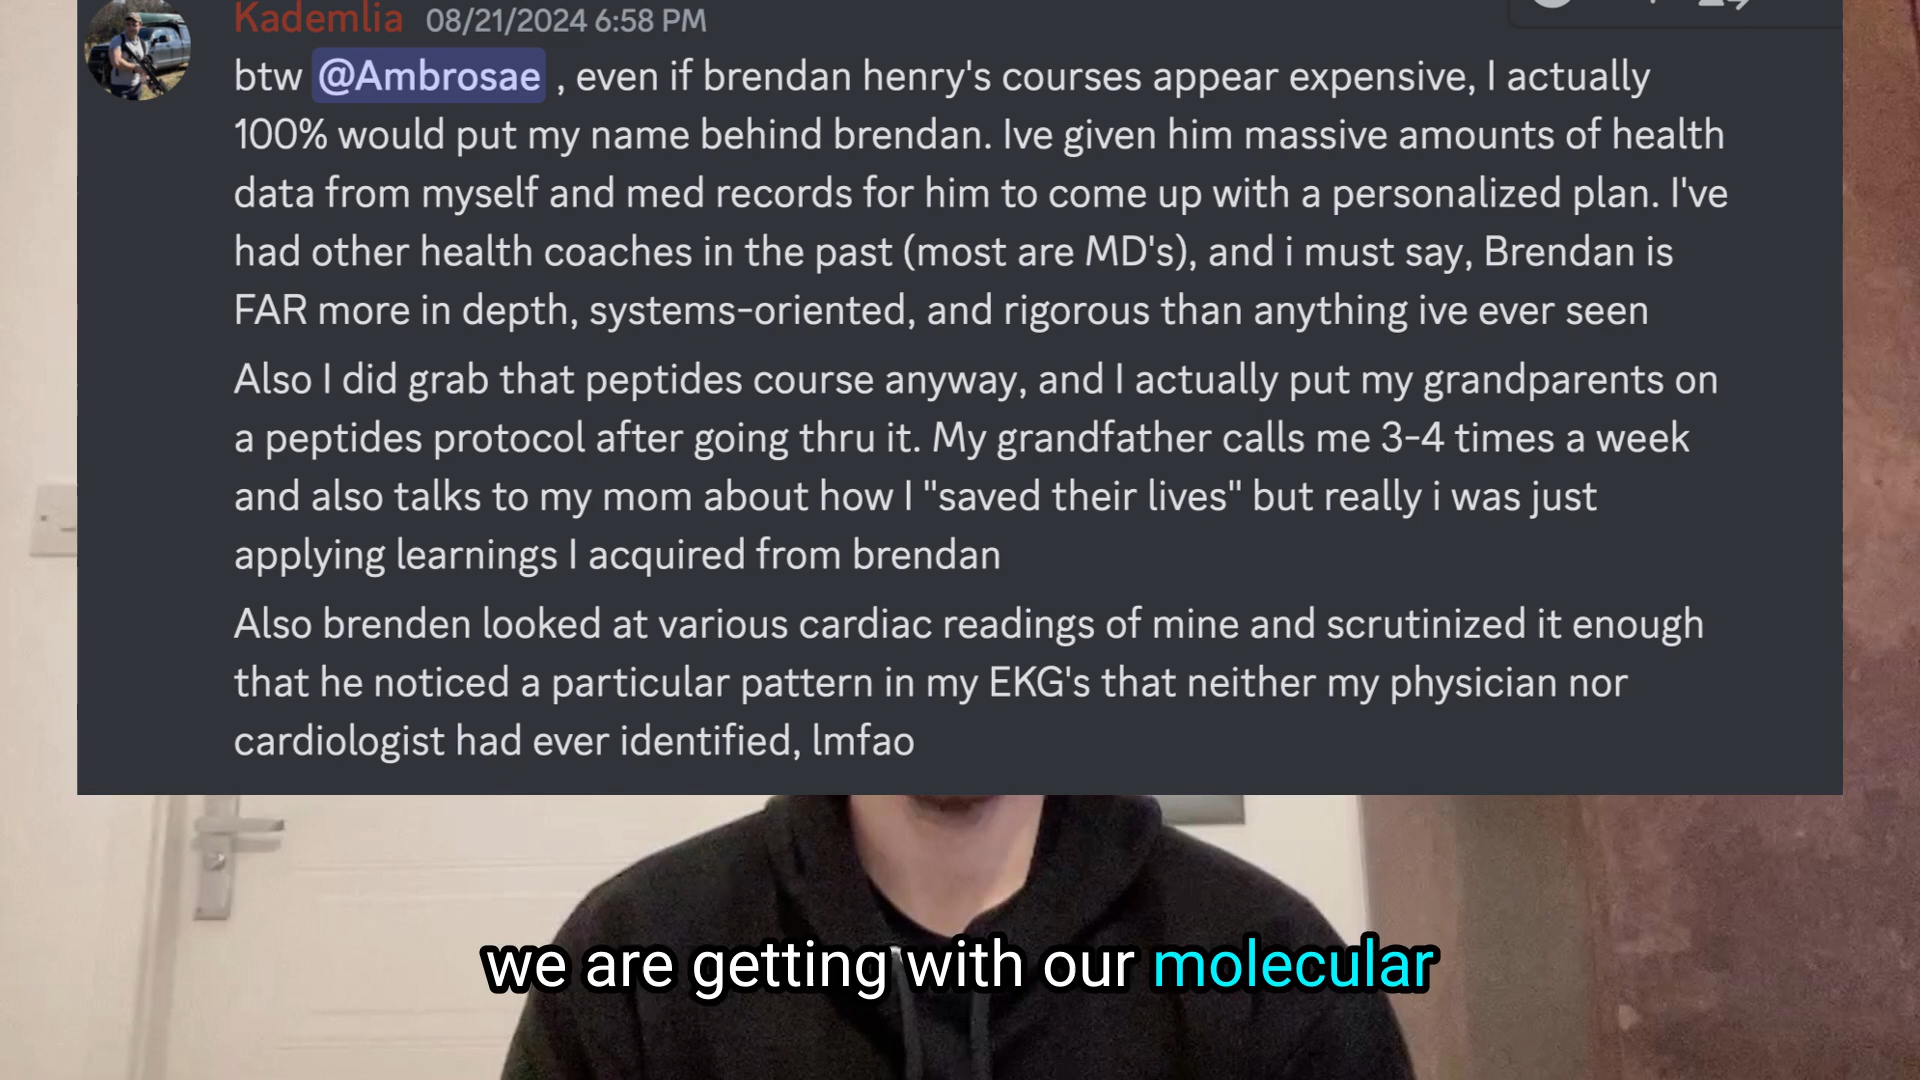 Kademlia 08/21/2024 6:58 PM
btw @Ambrosae , even if brendan henry's courses appear expensive, I actually
100% would put my name behind brendan. Ive given him massive amounts of health
data from myself and med records for him to come up with a personalized plan. I've
had other health coaches in the past (most are MD's), and i must say, Brendan is
FAR more in depth, systems-oriented, and rigorous than anything ive ever seen
Also I did grab that peptides course anyway, and I actually put my grandparents on
a peptides protocol after going thru it. My grandfather calls me 3-4 times a week
and also talks to my mom about how I "saved their lives" but really i was just
applying learnings I acquired from brendan
Also brenden looked at various cardiac readings of mine and scrutinized it enough
that he noticed a particular pattern in my EKG's that neither my physician nor
cardiologist had ever identified, lmfao
we are getting with our molecular